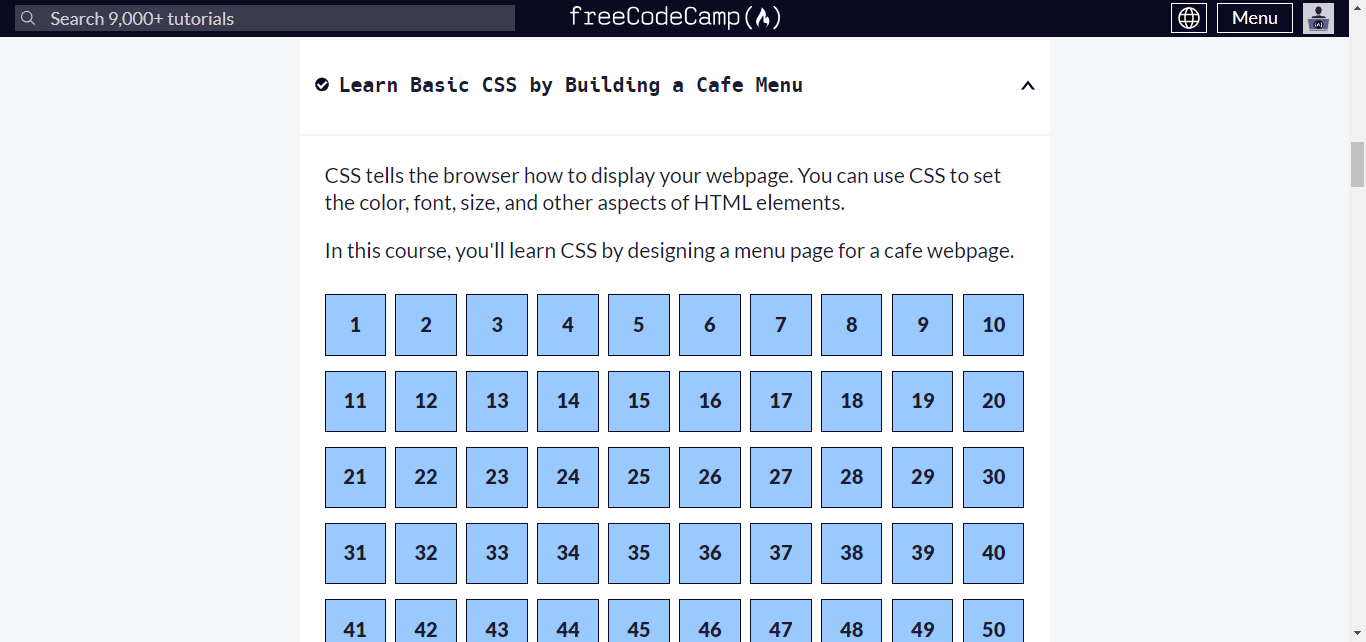 Search 9,000+ tutorials
freeCodeCamp
Menu
Learn Basic CSS by Building a Cafe Menu
CSS tells the browser how to display your webpage. You can use CSS to set
the color, font, size, and other aspects of HTML elements.
In this course, you'll learn CSS by designing a menu page for a cafe webpage.
1 2 3 4 5 6 7 8 9 10
11 12 13 14 15 16 17 18 19 20
21 22 23 24 25 26 27 28 29 30
31 32 33 34 35 36 37 38 39 40
41 42 43 44 45 46 47 48 49 50